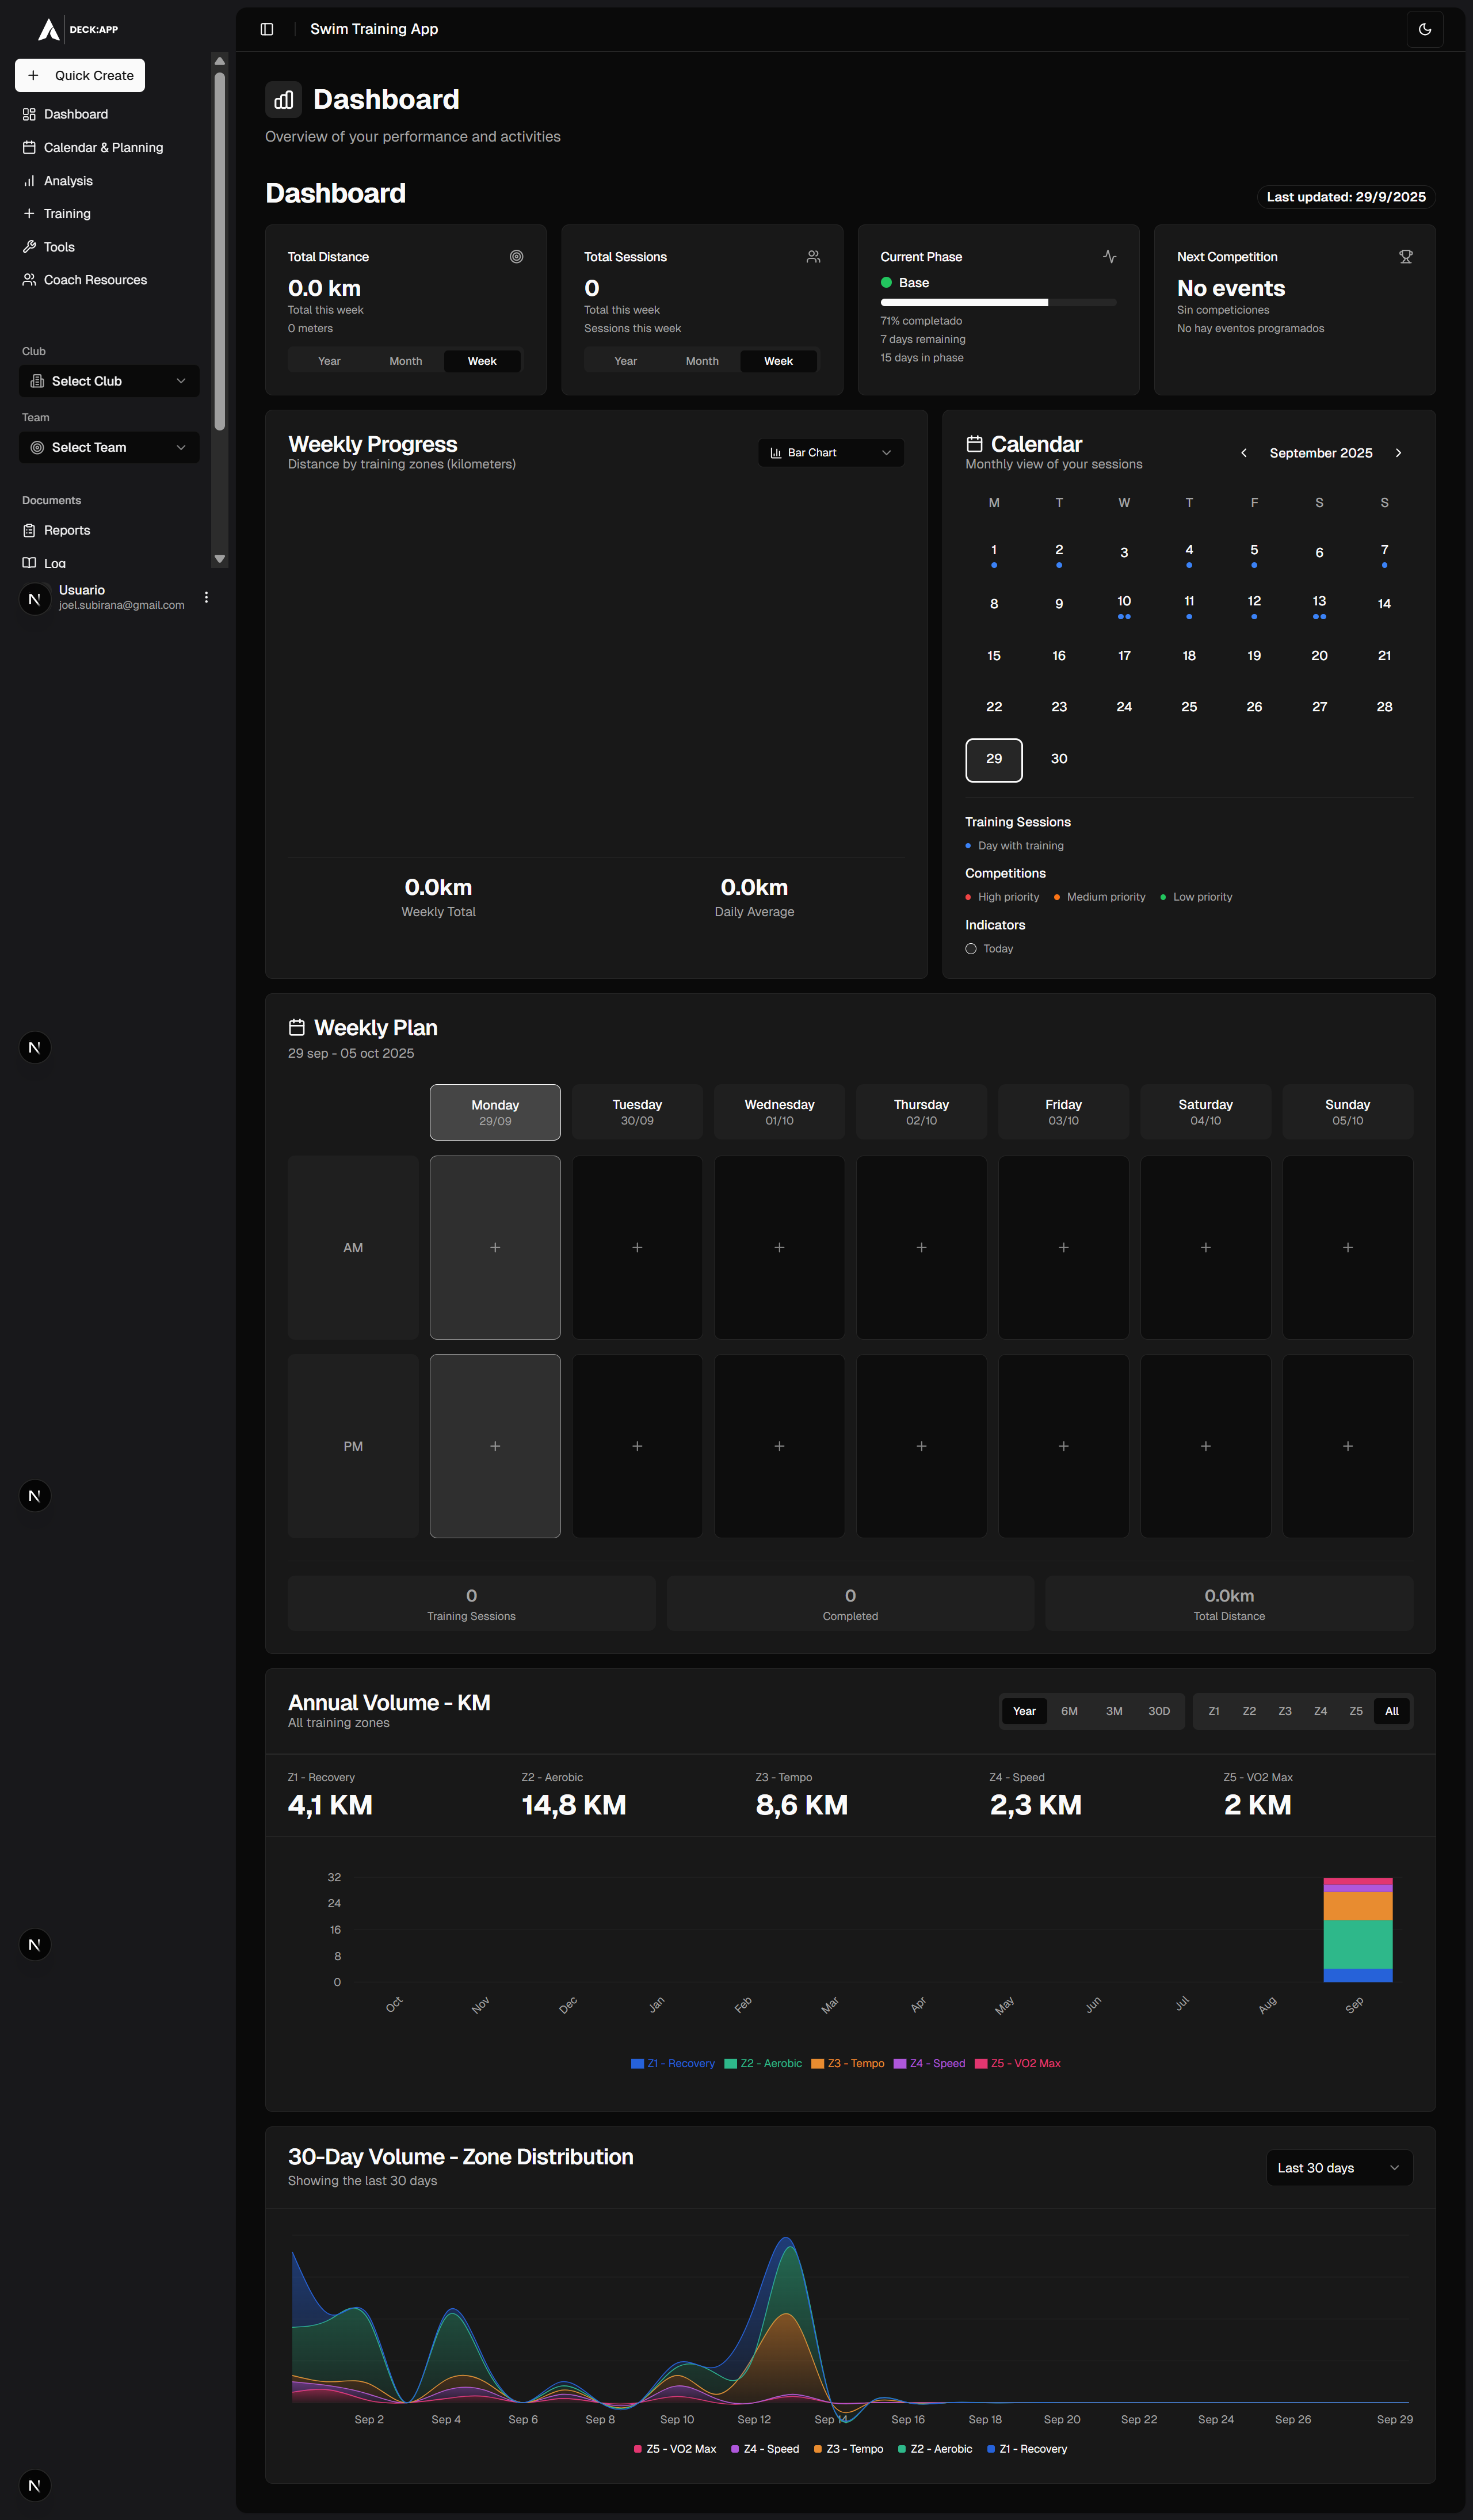 DECK:APP
Swim Training App
Quick Create
Dashboard
Calendar & Planning
Analysis
Training
Tools
Coach Resources
Club
Select Club
Team
Select Team
Documents
Reports
Log
Usuario
joel.subirana@gmail.com
Dashboard
Overview of your performance and activities
Dashboard
Last updated: 29/9/2025
Total Distance
0.0 km
Total this week
0 meters
Year Month Week
Total Sessions
0
Total this week
Sessions this week
Year Month Week
Current Phase
Base
71% completado
7 days remaining
15 days in phase
Next Competition
No events
Sin competiciones
No hay eventos programados
Weekly Progress
Distance by training zones (kilometers)
Bar Chart
0.0km
Weekly Total
0.0km
Daily Average
Calendar
Monthly view of your sessions
September 2025
M T W T F S S
1 2 3 4 5 6 7
8 9 10 11 12 13 14
15 16 17 18 19 20 21
22 23 24 25 26 27 28
29 30
Training Sessions
Day with training
Competitions
High priority Medium priority Low priority
Indicators
Today
Weekly Plan
29 sep - 05 oct 2025
Monday Tuesday Wednesday Thursday Friday Saturday Sunday
29/09 30/09 01/10 02/10 03/10 04/10 05/10
AM + + + + + + +
PM + + + + + + +
0
Training Sessions
0
Completed
0.0km
Total Distance
Annual Volume - KM
All training zones
Year 6M 3M 30D
Z1 Z2 Z3 Z4 Z5 All
Z1 - Recovery
4,1 KM
Z2 - Aerobic
14,8 KM
Z3 - Tempo
8,6 KM
Z4 - Speed
2,3 KM
Z5 - VO2 Max
2 KM
32
24
16
8
0
Oct Nov Dec Jan Feb Mar Apr May Jun Jul Aug Sep
Z1 - Recovery Z2 - Aerobic Z3 - Tempo Z4 - Speed Z5 - VO2 Max
30-Day Volume - Zone Distribution
Showing the last 30 days
Last 30 days
Sep 2 Sep 4 Sep 6 Sep 8 Sep 10 Sep 12 Sep 14 Sep 16 Sep 18 Sep 20 Sep 22 Sep 24 Sep 26 Sep 29
Z5 - VO2 Max Z4 - Speed Z3 - Tempo Z2 - Aerobic Z1 - Recovery
N
N
N
N
N